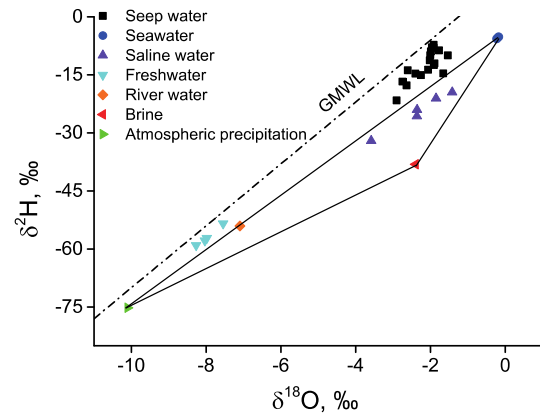 0
-15
-30
-45
-60
-75
δ²H, ‰
Seep water
Seawater
Saline water
Freshwater
River water
Brine
Atmospheric precipitation
GMWL
-10
-8
-6
-4
-2
0
δ¹⁸O, ‰